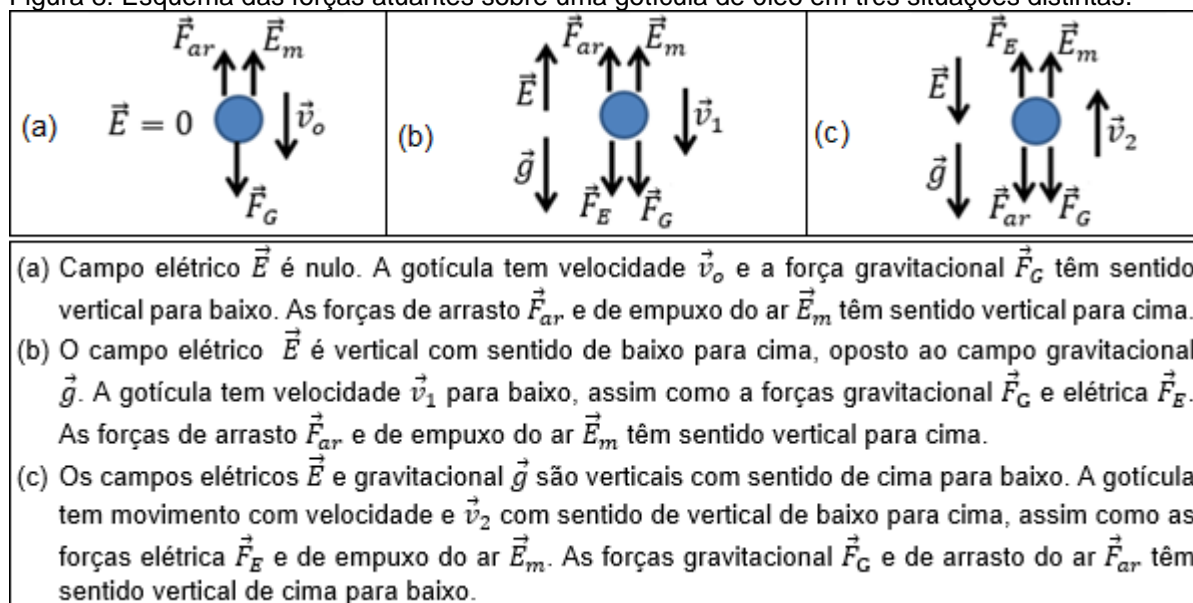 Figura 8. Esquema das forças atuantes sobre uma gotícula de óleo em três situações distintas.
(a) E⃗ = 0 F⃗ar E⃗m v⃗o F⃗G
(b) E⃗ g⃗ F⃗ar E⃗m v⃗1 F⃗E F⃗G
(c) E⃗ g⃗ F⃗E E⃗m v⃗2 F⃗ar F⃗G
(a) Campo elétrico E⃗ é nulo. A gotícula tem velocidade v⃗o e a força gravitacional F⃗G têm sentido
vertical para baixo. As forças de arrasto F⃗ar e de empuxo do ar E⃗m têm sentido vertical para cima.
(b) O campo elétrico E⃗ é vertical com sentido de baixo para cima, oposto ao campo gravitacional
g⃗. A gotícula tem velocidade v⃗1 para baixo, assim como a forças gravitacional F⃗G e elétrica F⃗E.
As forças de arrasto F⃗ar e de empuxo do ar E⃗m têm sentido vertical para cima.
(c) Os campos elétricos E⃗ e gravitacional g⃗ são verticais com sentido de cima para baixo. A gotícula
tem movimento com velocidade e v⃗2 com sentido de vertical de baixo para cima, assim como as
forças elétrica F⃗E e de empuxo do ar E⃗m. As forças gravitacional F⃗G e de arrasto do ar F⃗ar têm
sentido vertical de cima para baixo.